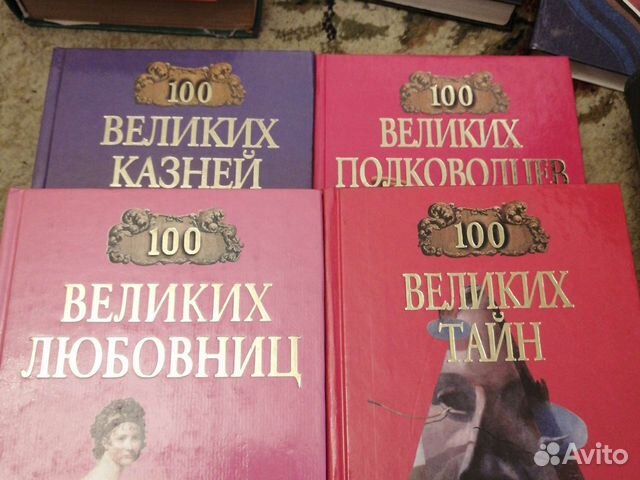 100
ВЕЛИКИХ
КАЗНЕЙ
100
ВЕЛИКИХ
ПОЛКОВОДЦЕВ
100
ВЕЛИКИХ
ЛЮБОВНИЦ
100
ВЕЛИКИХ
ТАЙН
Avito